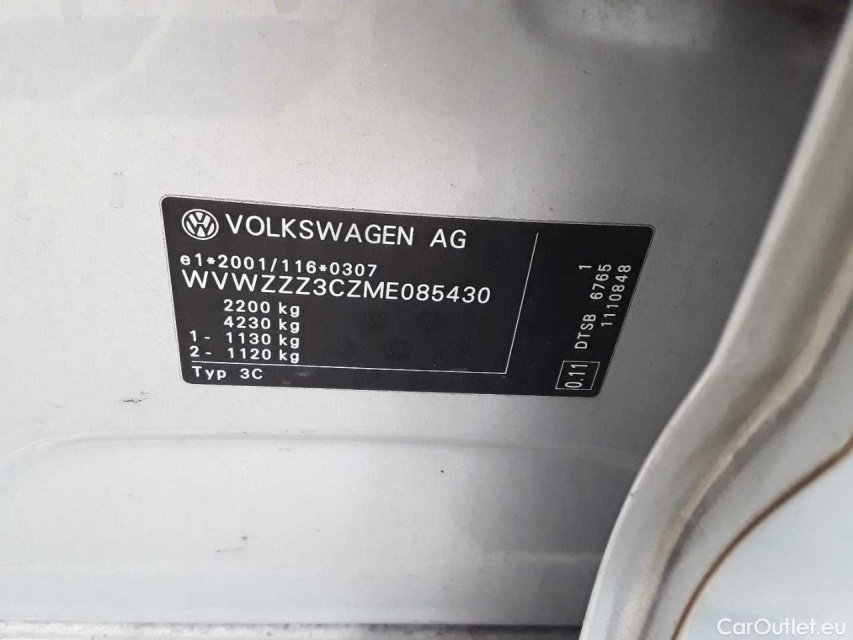 VOLKSWAGEN AG
e1*2001/116*0307
WVWZZZ3CZME085430
2200 kg
4230 kg
1 - 1130 kg
2 - 1120 kg
Typ 3C
0.11 DTSB 6765 1
1110848
CarOutlet.eu